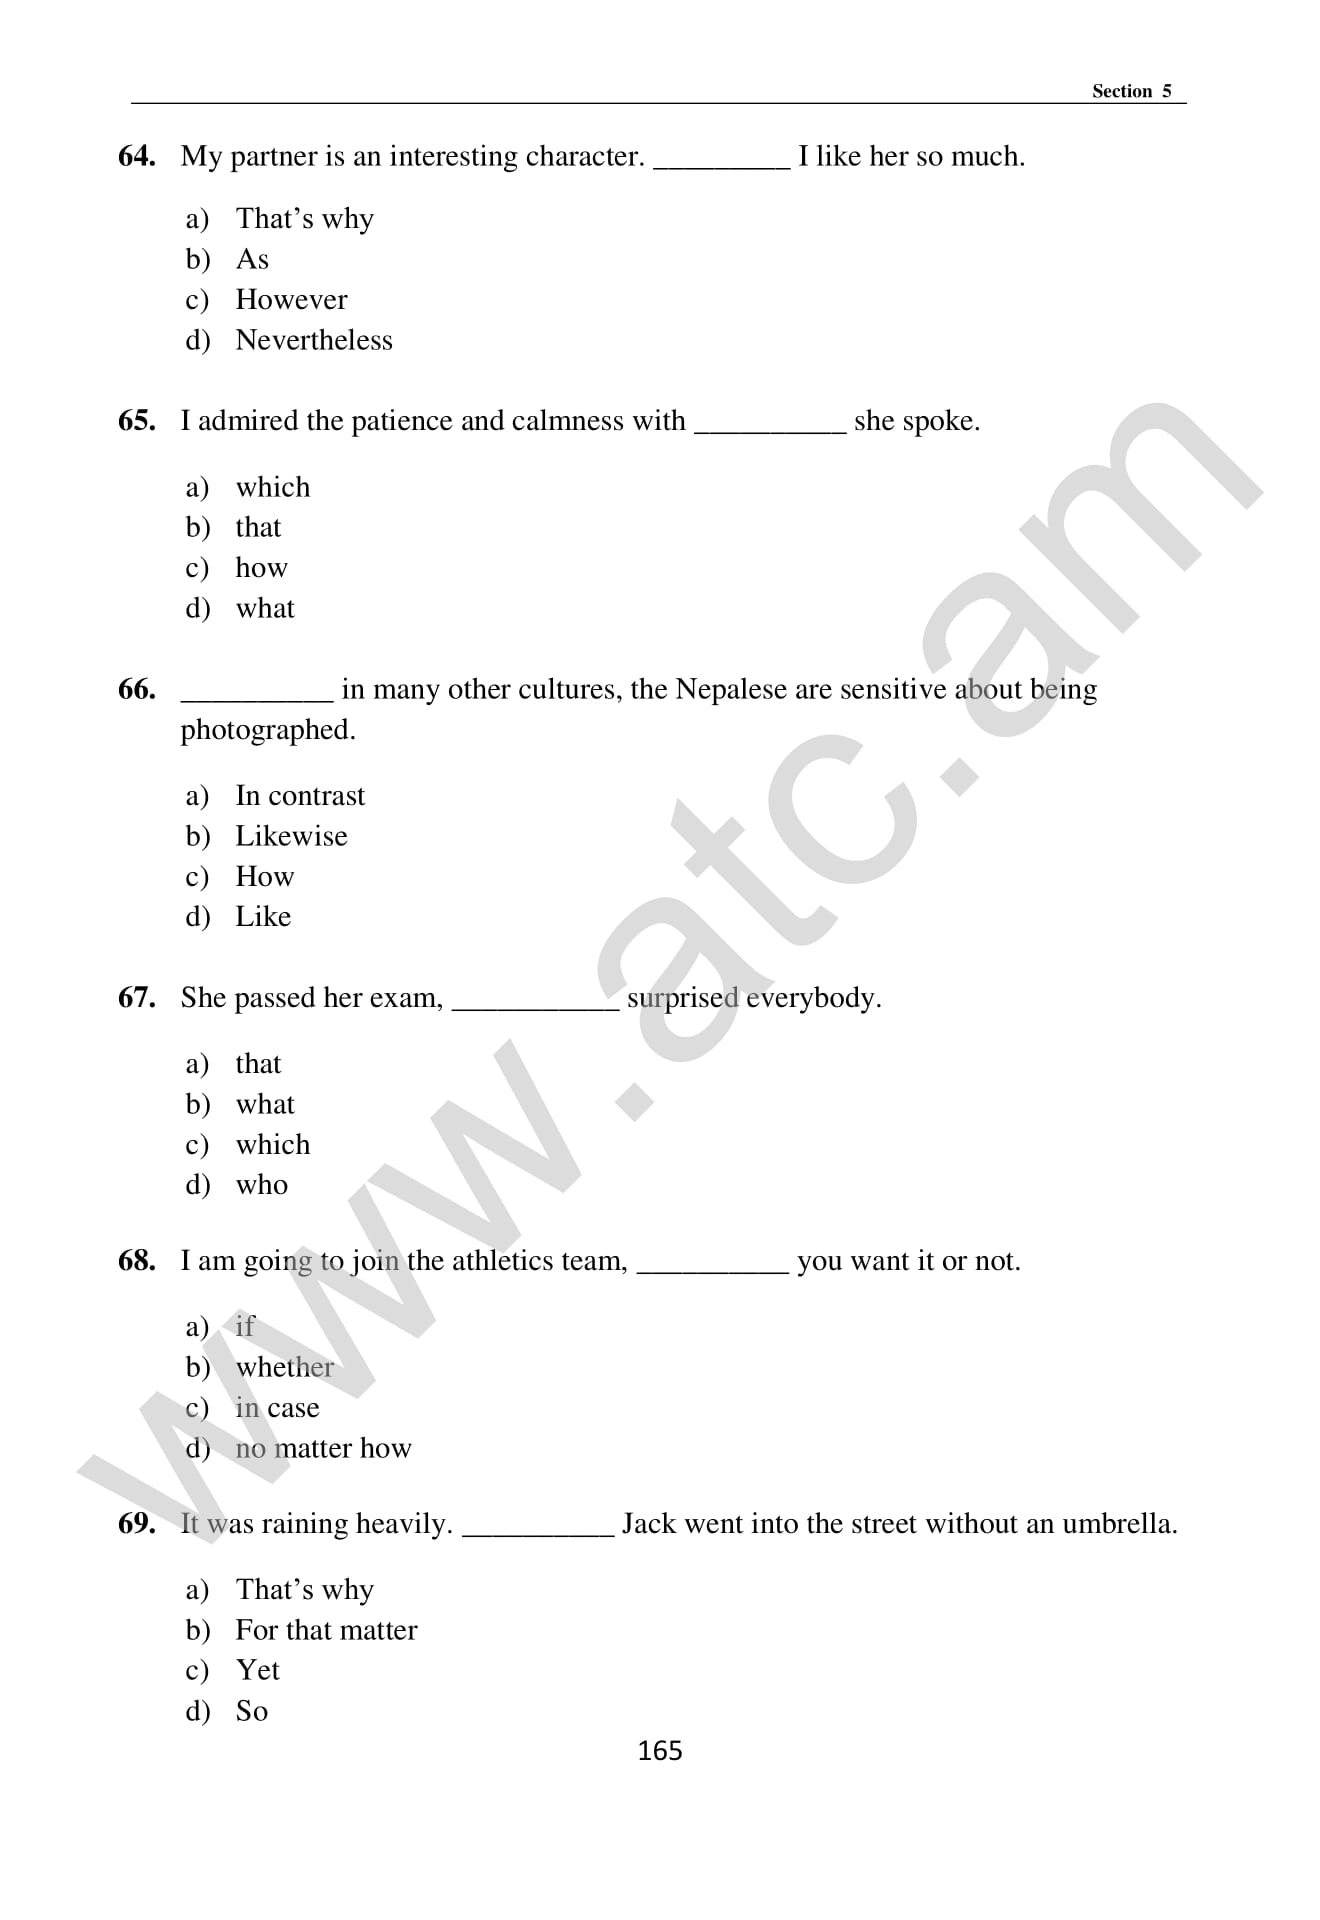 Section 5
64. My partner is an interesting character. _________ I like her so much.
a) That’s why
b) As
c) However
d) Nevertheless
65. I admired the patience and calmness with __________ she spoke.
a) which
b) that
c) how
d) what
66. __________ in many other cultures, the Nepalese are sensitive about being
photographed.
a) In contrast
b) Likewise
c) How
d) Like
67. She passed her exam, ___________ surprised everybody.
a) that
b) what
c) which
d) who
68. I am going to join the athletics team, __________ you want it or not.
a) if
b) whether
c) in case
d) no matter how
69. It was raining heavily. __________ Jack went into the street without an umbrella.
a) That’s why
b) For that matter
c) Yet
d) So
165
www.atc.am